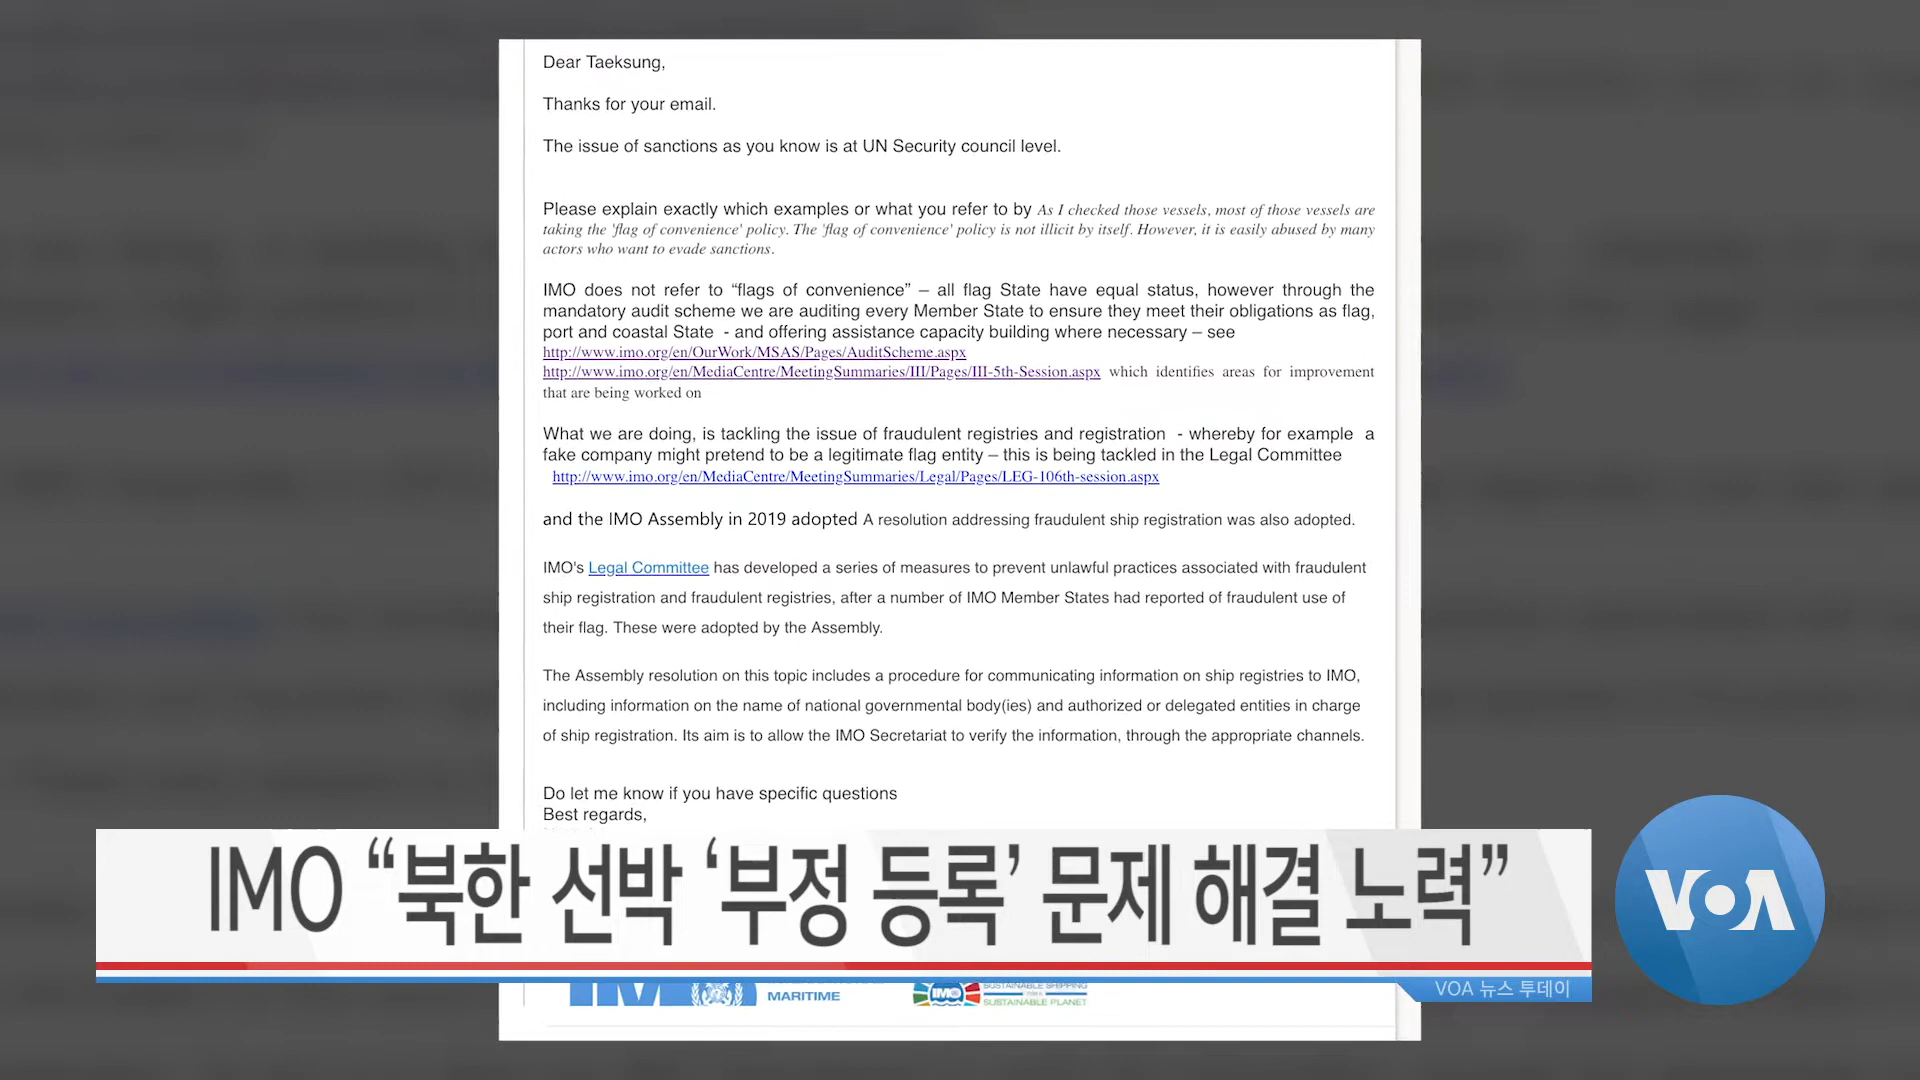 Dear Taeksung,
Thanks for your email.
The issue of sanctions as you know is at UN Security council level.
Please explain exactly which examples or what you refer to by As I checked those vessels, most of those vessels are
taking the 'flag of convenience' policy. The 'flag of convenience' policy is not illicit by itself. However, it is easily abused by many
actors who want to evade sanctions.
IMO does not refer to “flags of convenience” – all flag State have equal status, however through the
mandatory audit scheme we are auditing every Member State to ensure they meet their obligations as flag,
port and coastal State - and offering assistance capacity building where necessary – see
http://www.imo.org/en/OurWork/MSAS/Pages/AuditScheme.aspx
http://www.imo.org/en/MediaCentre/MeetingSummaries/III/Pages/III-5th-Session.aspx which identifies areas for improvement
that are being worked on
What we are doing, is tackling the issue of fraudulent registries and registration - whereby for example a
fake company might pretend to be a legitimate flag entity – this is being tackled in the Legal Committee
http://www.imo.org/en/MediaCentre/MeetingSummaries/Legal/Pages/LEG-106th-session.aspx
and the IMO Assembly in 2019 adopted A resolution addressing fraudulent ship registration was also adopted.
IMO's Legal Committee has developed a series of measures to prevent unlawful practices associated with fraudulent
ship registration and fraudulent registries, after a number of IMO Member States had reported of fraudulent use of
their flag. These were adopted by the Assembly.
The Assembly resolution on this topic includes a procedure for communicating information on ship registries to IMO,
including information on the name of national governmental body(ies) and authorized or delegated entities in charge
of ship registration. Its aim is to allow the IMO Secretariat to verify the information, through the appropriate channels.
Do let me know if you have specific questions
Best regards,
IMO “북한 선박 ‘부정 등록’ 문제 해결 노력”
VOA
VOA 뉴스 투데이
IMO
MARITIME
IMO
SUSTAINABLE SHIPPING
SUSTAINABLE PLANET